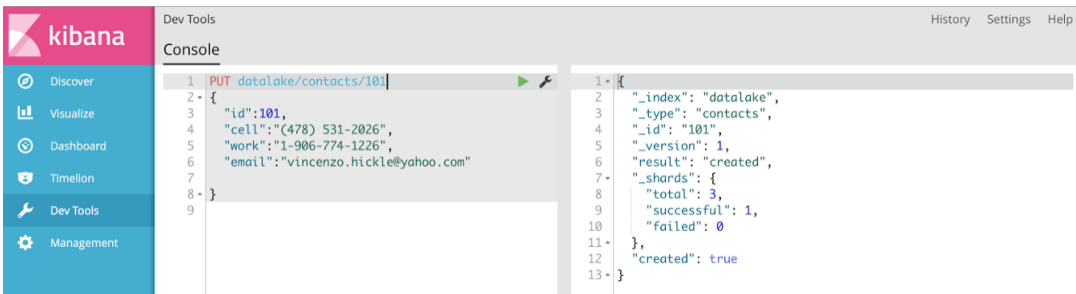 kibana
Discover
Visualize
Dashboard
Timelion
Dev Tools
Management
Dev Tools
History Settings Help
Console
1 PUT datalake/contacts/101
2 {
3 "id":101,
4 "cell":"(478) 531-2026",
5 "work":"1-906-774-1226",
6 "email":"vincenzo.hickle@yahoo.com"
7
8 }
9
1 {
2 "_index": "datalake",
3 "_type": "contacts",
4 "_id": "101",
5 "_version": 1,
6 "result": "created",
7 "_shards": {
8 "total": 3,
9 "successful": 1,
10 "failed": 0
11 },
12 "created": true
13 }